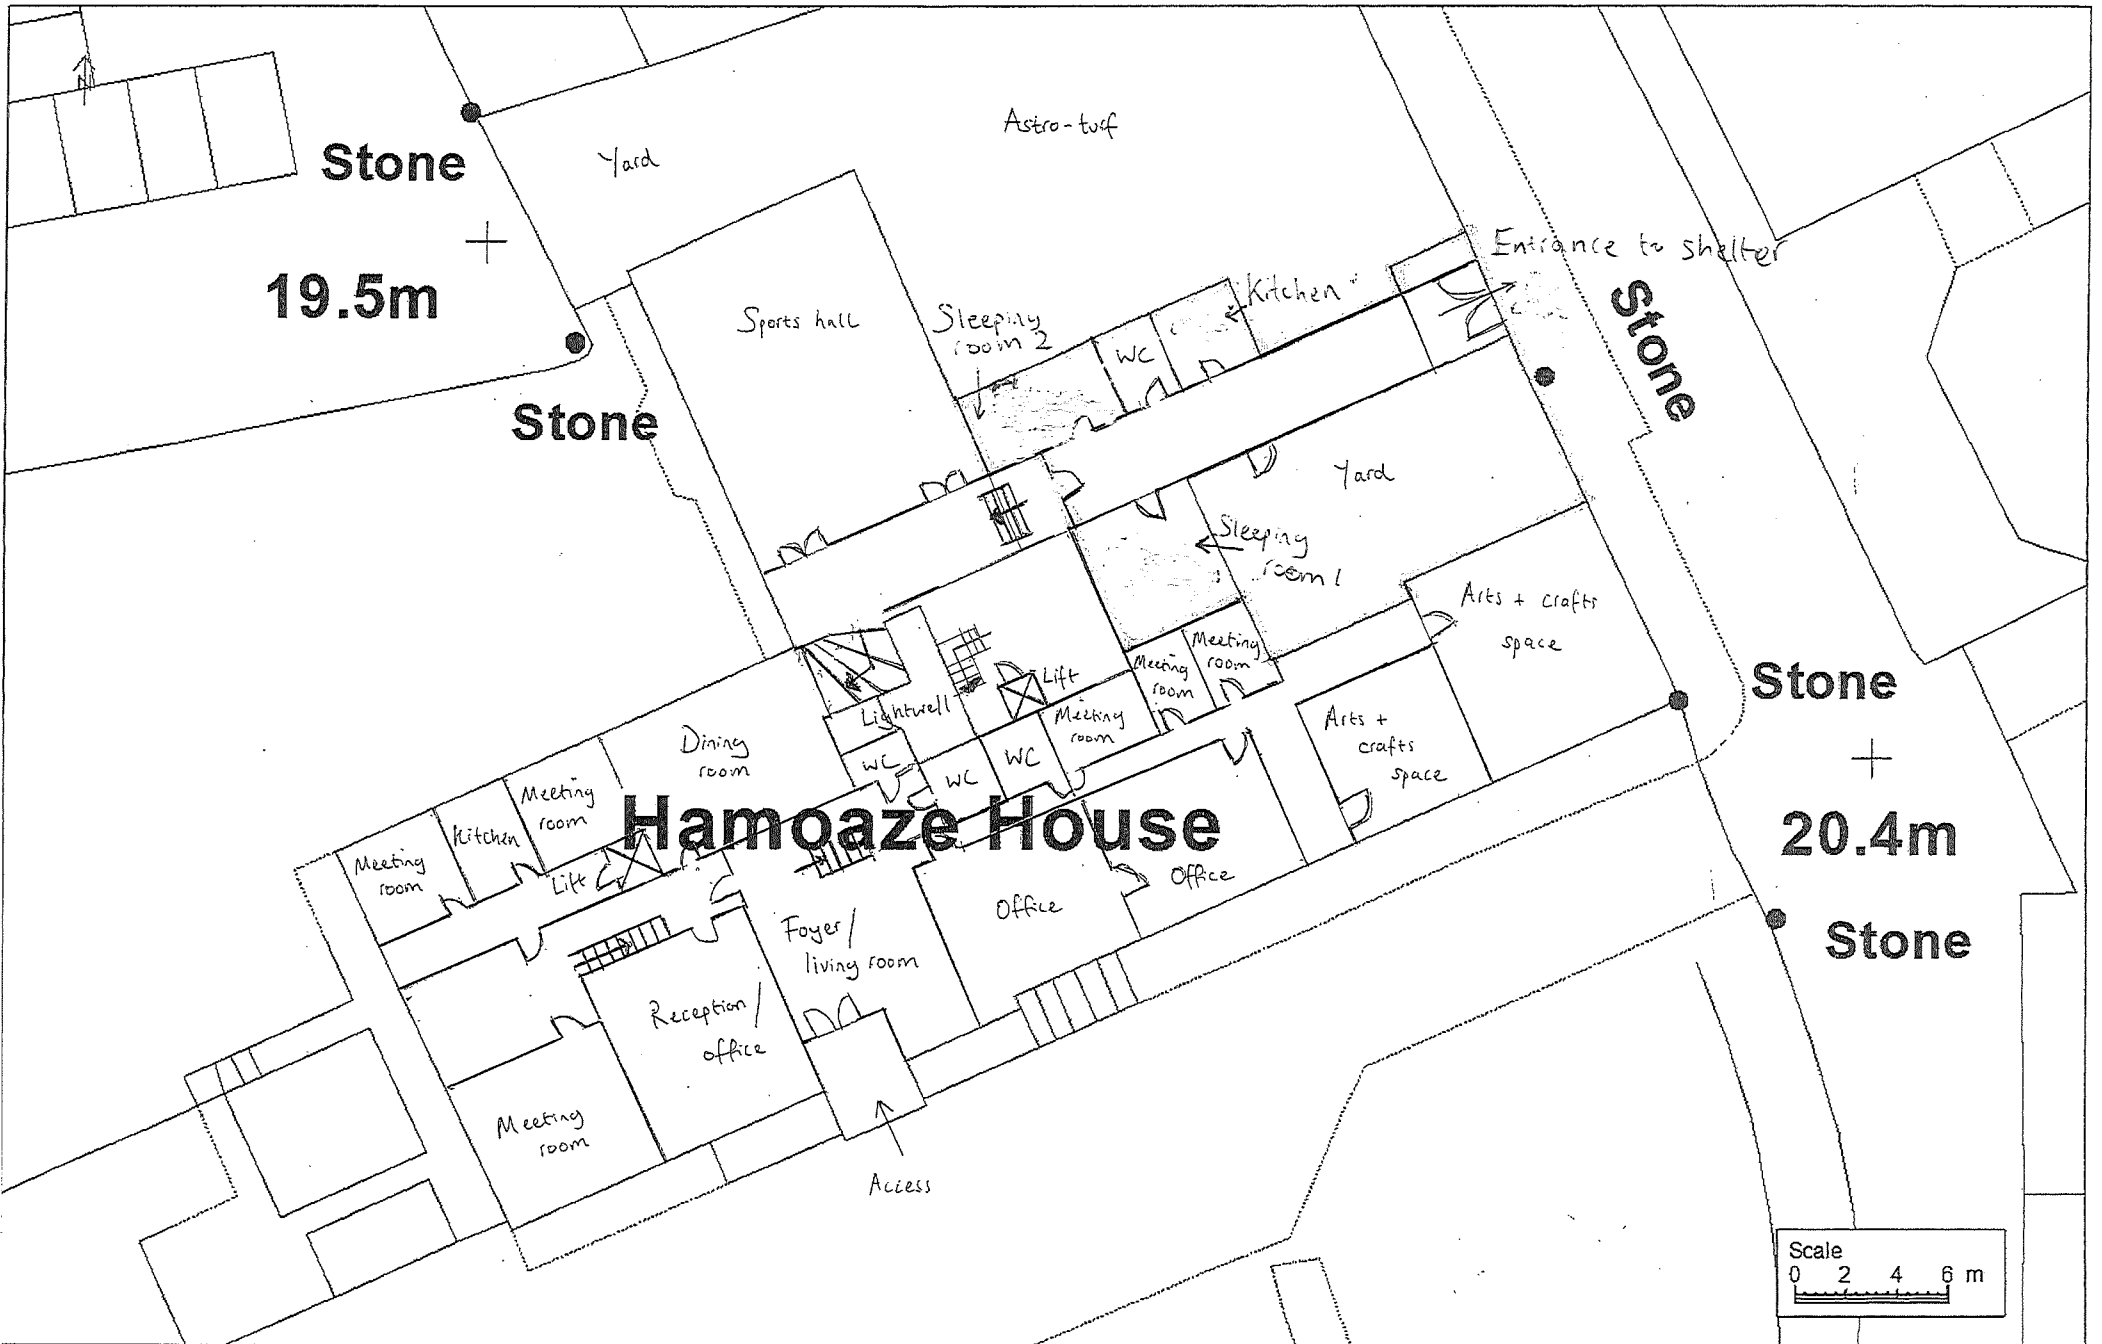 Astro-turf
Yard
Stone
19.5m
Stone
Sports hall
Sleeping
room 2
WC
Kitchen
Entrance to shelter
Stone
Yard
Sleeping
room 1
Arts + crafts
space
Meeting
room
Meeting
room
Lift
Lightwell
Meeting
room
WC
WC
WC
Arts +
crafts
space
Stone
20.4m
Stone
Dining
room
Meeting
room
Kitchen
Meeting
room
Lift
Hamoaze House
Office
Office
Foyer/
living room
Reception/
office
Meeting
room
Access
Scale
0 2 4 6 m